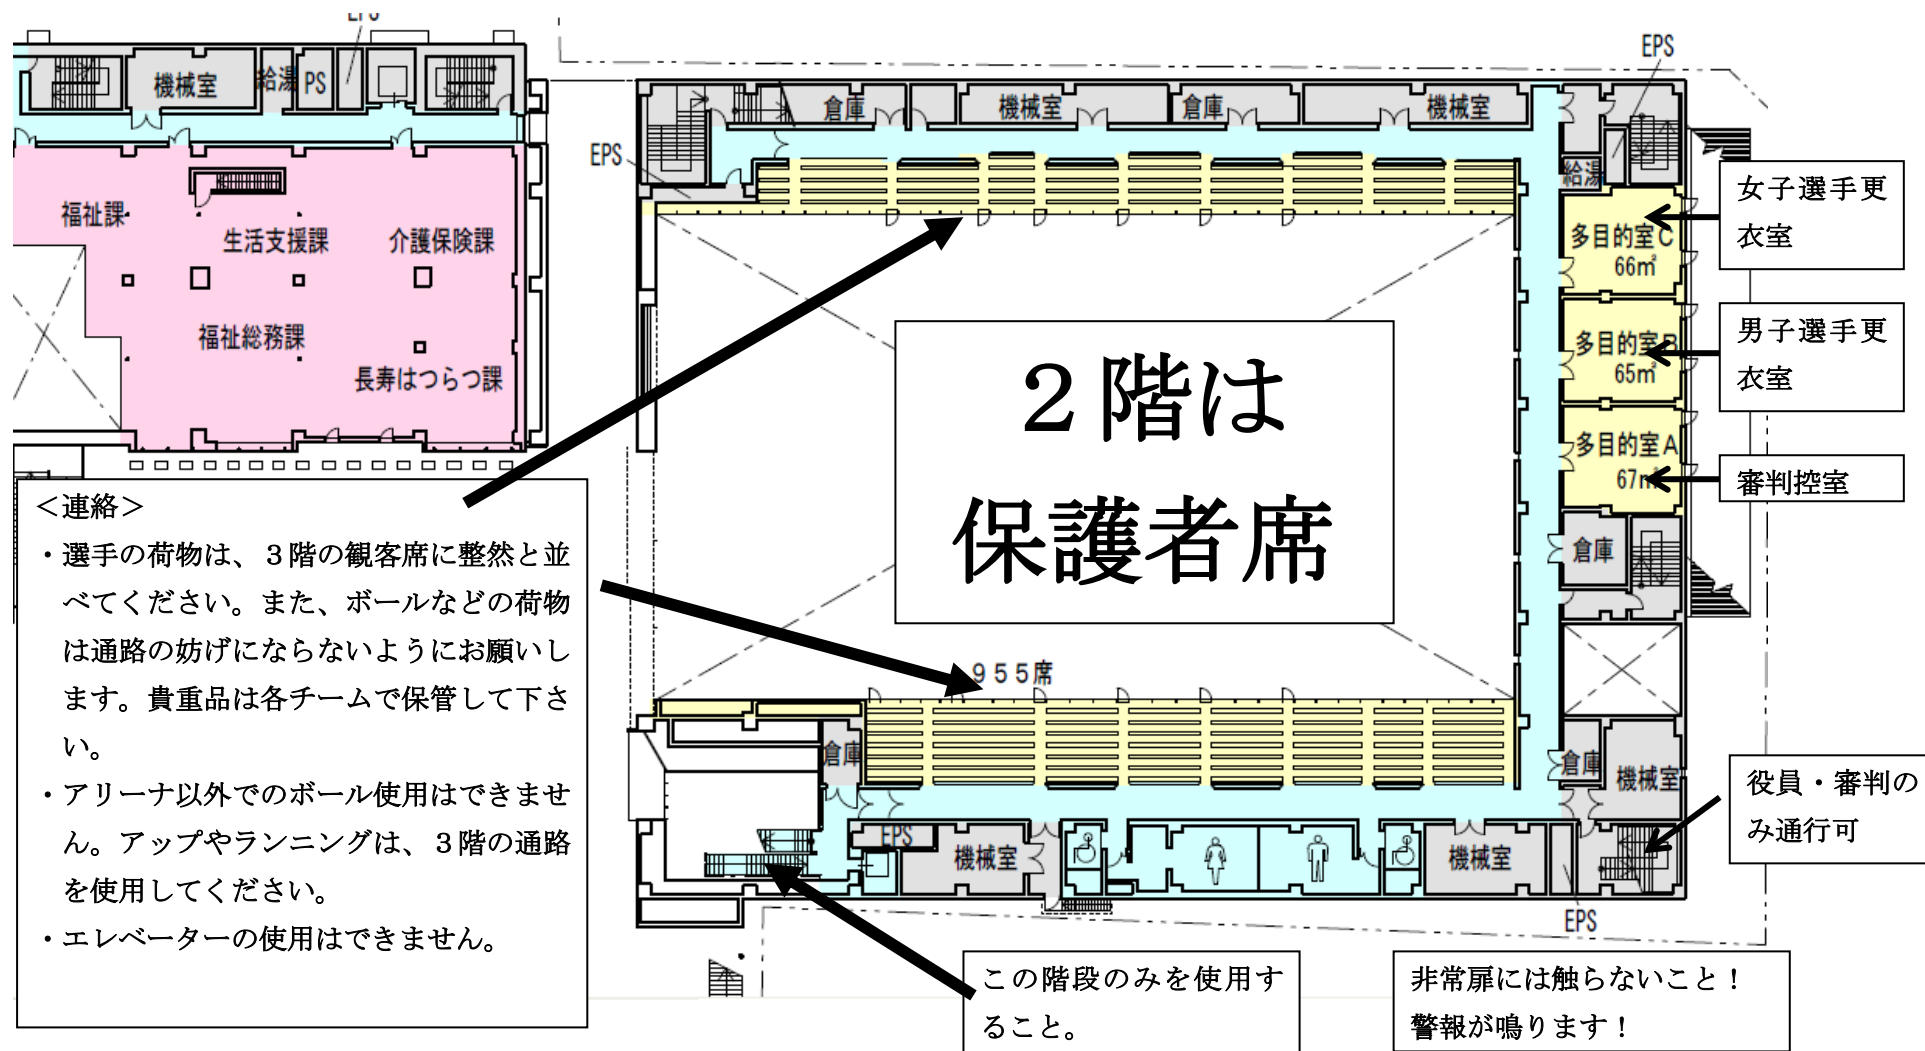 EPS
機械室
給湯
PS
福祉課
生活支援課
介護保険課
福祉総務課
長寿はつらつ課
EPS
倉庫
機械室
倉庫
機械室
EPS
給湯
多目的室C
66㎡
多目的室B
65㎡
多目的室A
67㎡
倉庫
女子選手更
衣室
男子選手更
衣室
審判控室
2階は
保護者席
955席
<連絡>
・選手の荷物は、3階の観客席に整然と並
べてください。また、ボールなどの荷物
は通路の妨げにならないようにお願いし
ます。貴重品は各チームで保管して下さ
い。
・アリーナ以外でのボール使用はできませ
ん。アップやランニングは、3階の通路
を使用してください。
・エレベーターの使用はできません。
倉庫
EPS
機械室
機械室
倉庫
機械室
EPS
役員・審判の
み通行可
この階段のみを使用す
ること。
非常扉には触らないこと!
警報が鳴ります!